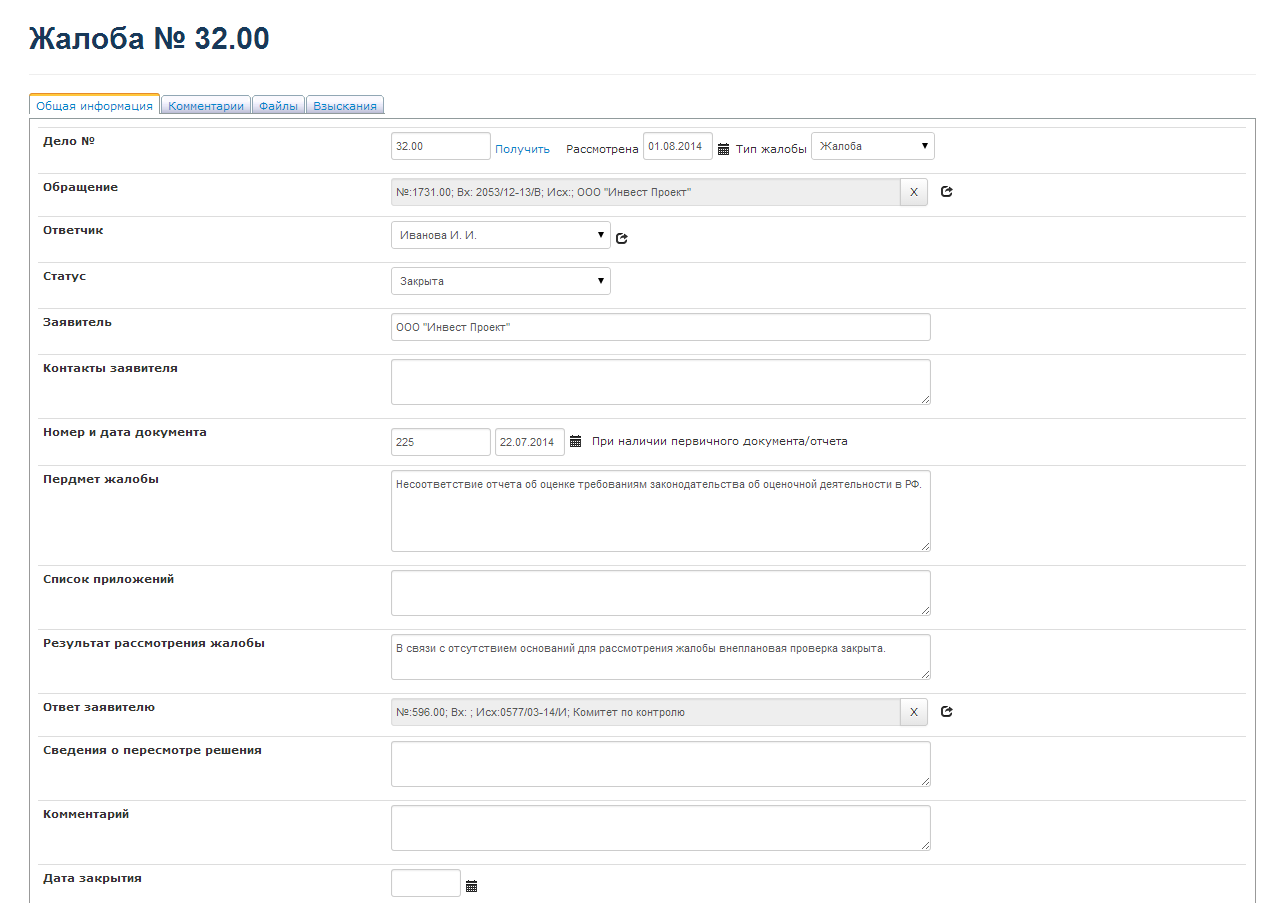 Жалоба № 32.00
Общая информация Комментарии Файлы Взыскания
Дело № 32.00 Получить Рассмотрена 01.08.2014 Тип жалобы Жалоба
Обращение №:1731.00; Вх: 2053/12-13/В; Исх:; ООО "Инвест Проект" X
Ответчик Иванова И. И.
Статус Закрыта
Заявитель ООО "Инвест Проект"
Контакты заявителя
Номер и дата документа 225 22.07.2014 При наличии первичного документа/отчета
Пердмет жалобы Несоответствие отчета об оценке требованиям законодательства об оценочной деятельности в РФ.
Список приложений
Результат рассмотрения жалобы В связи с отсутствием оснований для рассмотрения жалобы внеплановая проверка закрыта.
Ответ заявителю №:596.00; Вх: ; Исх:0577/03-14/И; Комитет по контролю X
Сведения о пересмотре решения
Комментарий
Дата закрытия